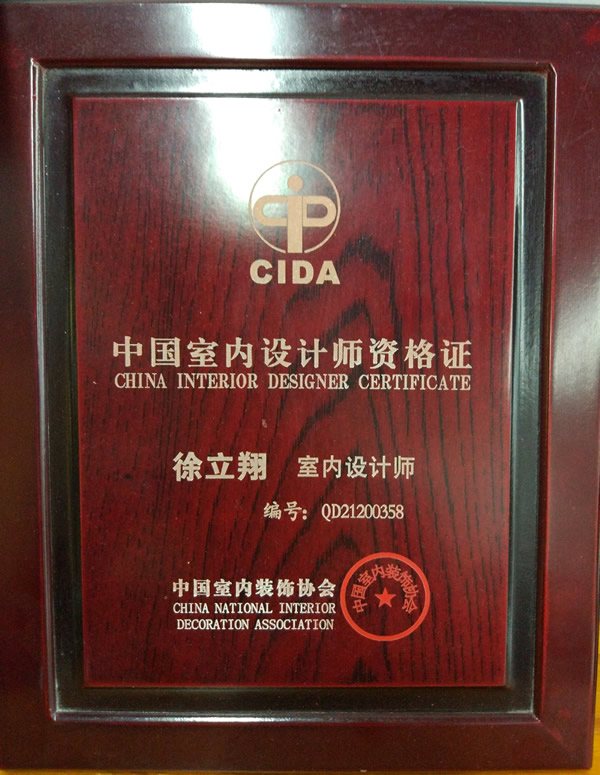 CIDA
中国室内设计师资格证
CHINA INTERIOR DESIGNER CERTIFICATE
徐立翔 室内设计师
编号: QD21200358
中国室内装饰协会
CHINA NATIONAL INTERIOR
DECORATION ASSOCIATION
中国室内装饰协会